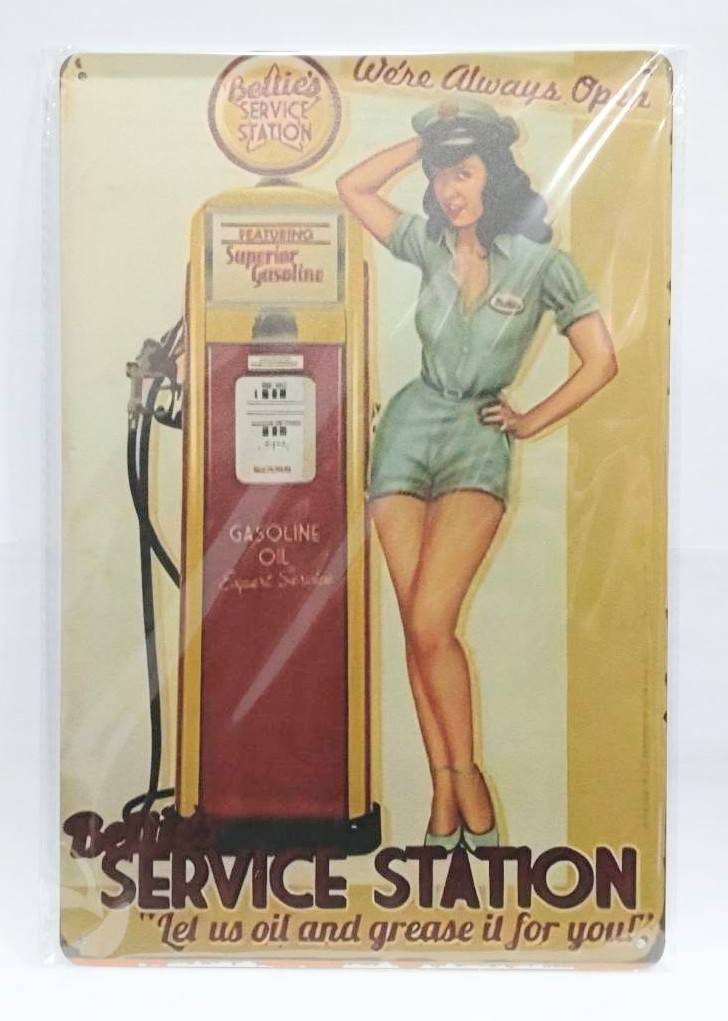 We're Always Open
Bettie's
SERVICE
STATION
FEATURING
Superior
Gasoline
GASOLINE
OIL
Expert Service
Bettie's
SERVICE STATION
"Let us oil and grease it for you!"